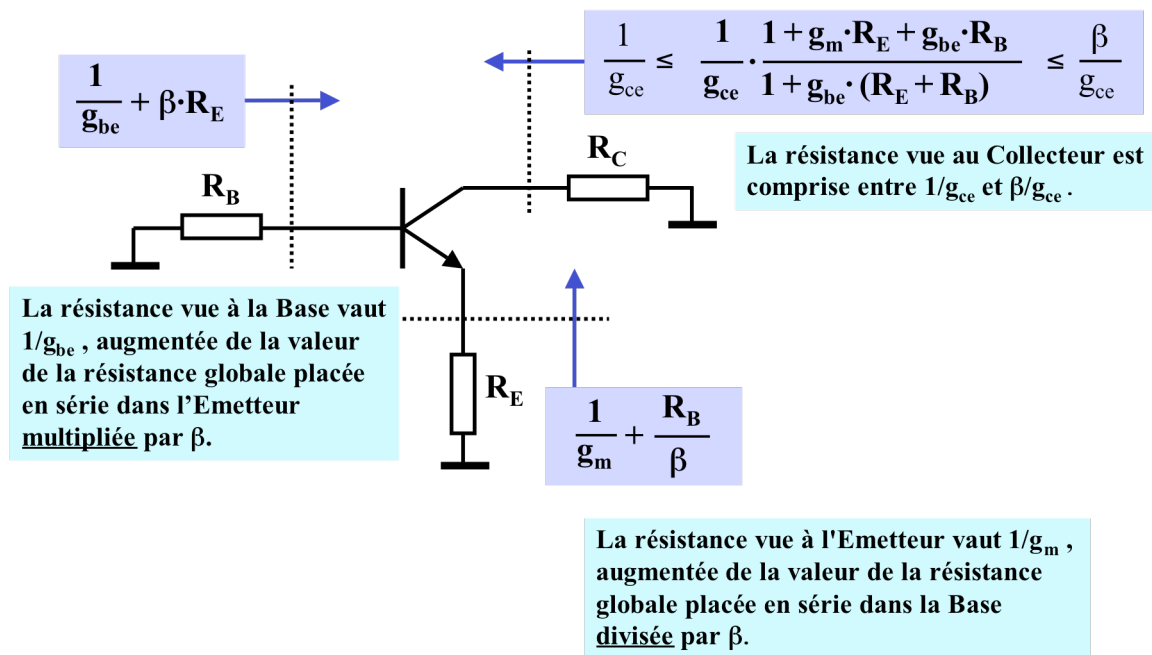 1/g_be + β·R_E
1/g_ce ≤ 1/g_ce · (1 + g_m·R_E + g_be·R_B)/(1 + g_be·(R_E + R_B)) ≤ β/g_ce
La résistance vue au Collecteur est
comprise entre 1/g_ce et β/g_ce .
R_B
R_C
La résistance vue à la Base vaut
1/g_be , augmentée de la valeur
de la résistance globale placée
en série dans l’Emetteur
multipliée par β.
R_E
1/g_m + R_B/β
La résistance vue à l'Emetteur vaut 1/g_m ,
augmentée de la valeur de la résistance
globale placée en série dans la Base
divisée par β.